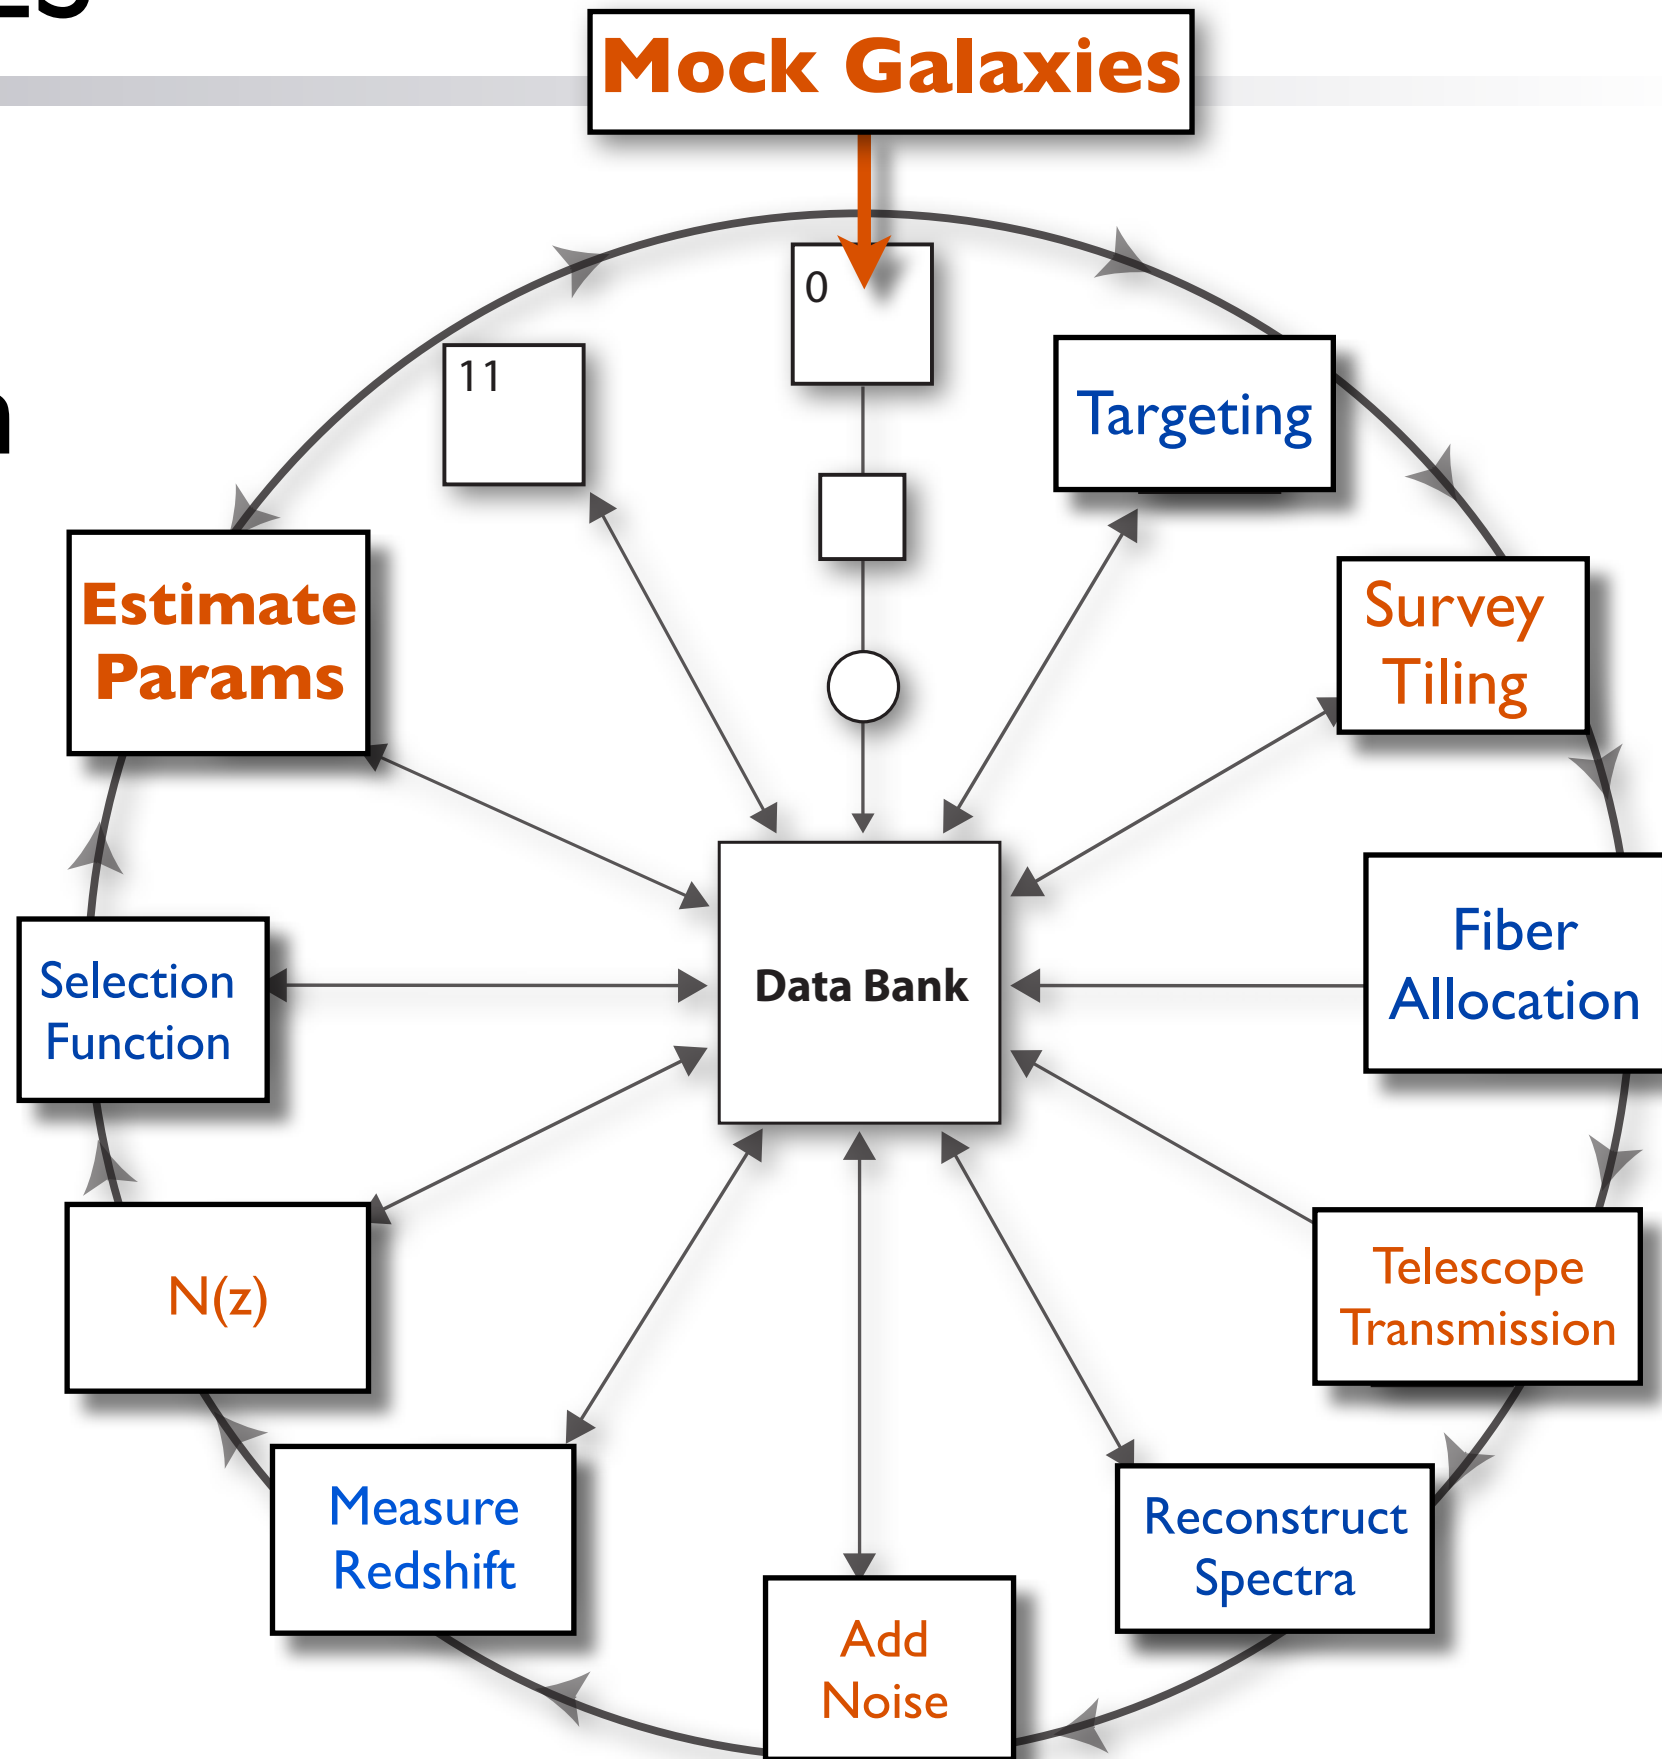 Mock Galaxies
0
11
Targeting
Estimate
Params
Survey
Tiling
Fiber
Allocation
Data Bank
Selection
Function
Telescope
Transmission
N(z)
Measure
Redshift
Reconstruct
Spectra
Add
Noise